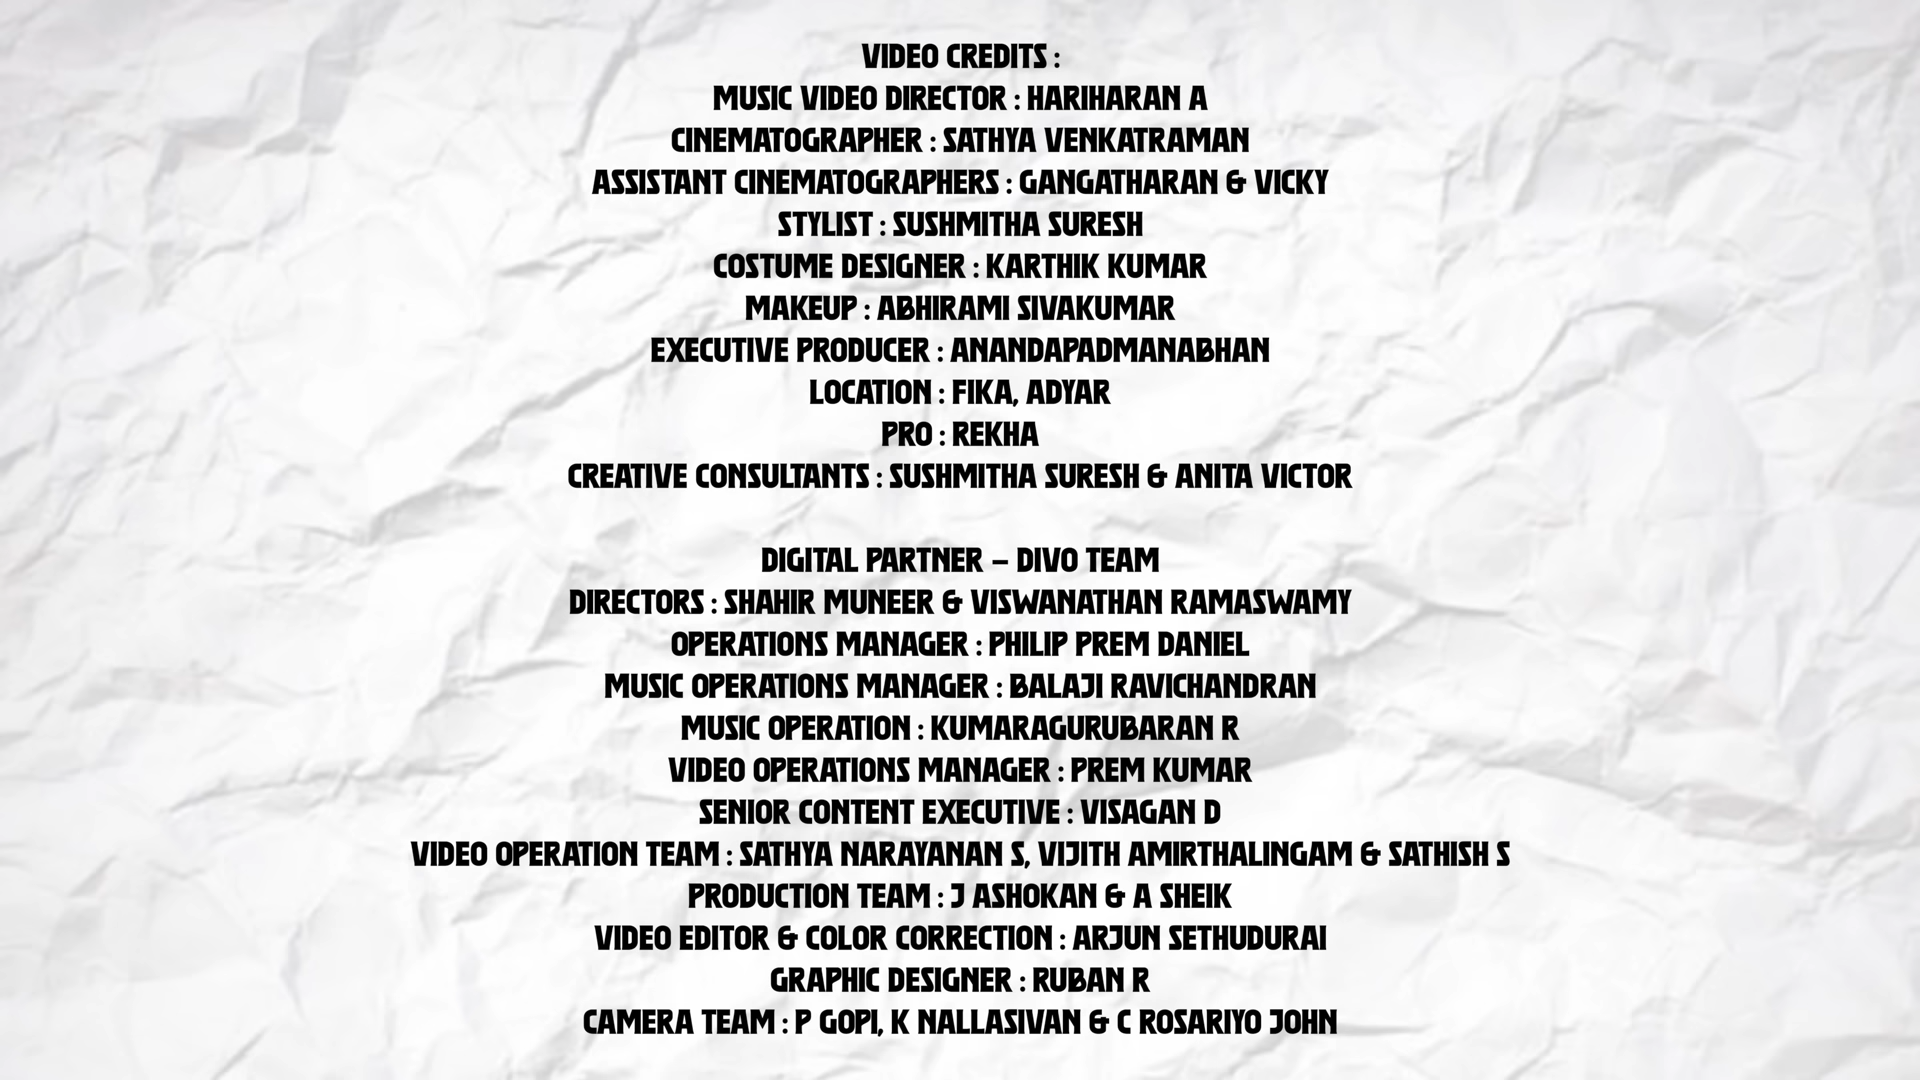 VIDEO CREDITS :
MUSIC VIDEO DIRECTOR : HARIHARAN A
CINEMATOGRAPHER : SATHYA VENKATRAMAN
ASSISTANT CINEMATOGRAPHERS : GANGATHARAN & VICKY
STYLIST : SUSHMITHA SURESH
COSTUME DESIGNER : KARTHIK KUMAR
MAKEUP : ABHIRAMI SIVAKUMAR
EXECUTIVE PRODUCER : ANANDAPADMANABHAN
LOCATION : FIKA, ADYAR
PRO : REKHA
CREATIVE CONSULTANTS : SUSHMITHA SURESH & ANITA VICTOR
DIGITAL PARTNER – DIVO TEAM
DIRECTORS : SHAHIR MUNEER & VISWANATHAN RAMASWAMY
OPERATIONS MANAGER : PHILIP PREM DANIEL
MUSIC OPERATIONS MANAGER : BALAJI RAVICHANDRAN
MUSIC OPERATION : KUMARAGURUBARAN R
VIDEO OPERATIONS MANAGER : PREM KUMAR
SENIOR CONTENT EXECUTIVE : VISAGAN D
VIDEO OPERATION TEAM : SATHYA NARAYANAN S, VIJITH AMIRTHALINGAM & SATHISH S
PRODUCTION TEAM : J ASHOKAN & A SHEIK
VIDEO EDITOR & COLOR CORRECTION : ARJUN SETHUDURAI
GRAPHIC DESIGNER : RUBAN R
CAMERA TEAM : P GOPI, K NALLASIVAN & C ROSARIYO JOHN